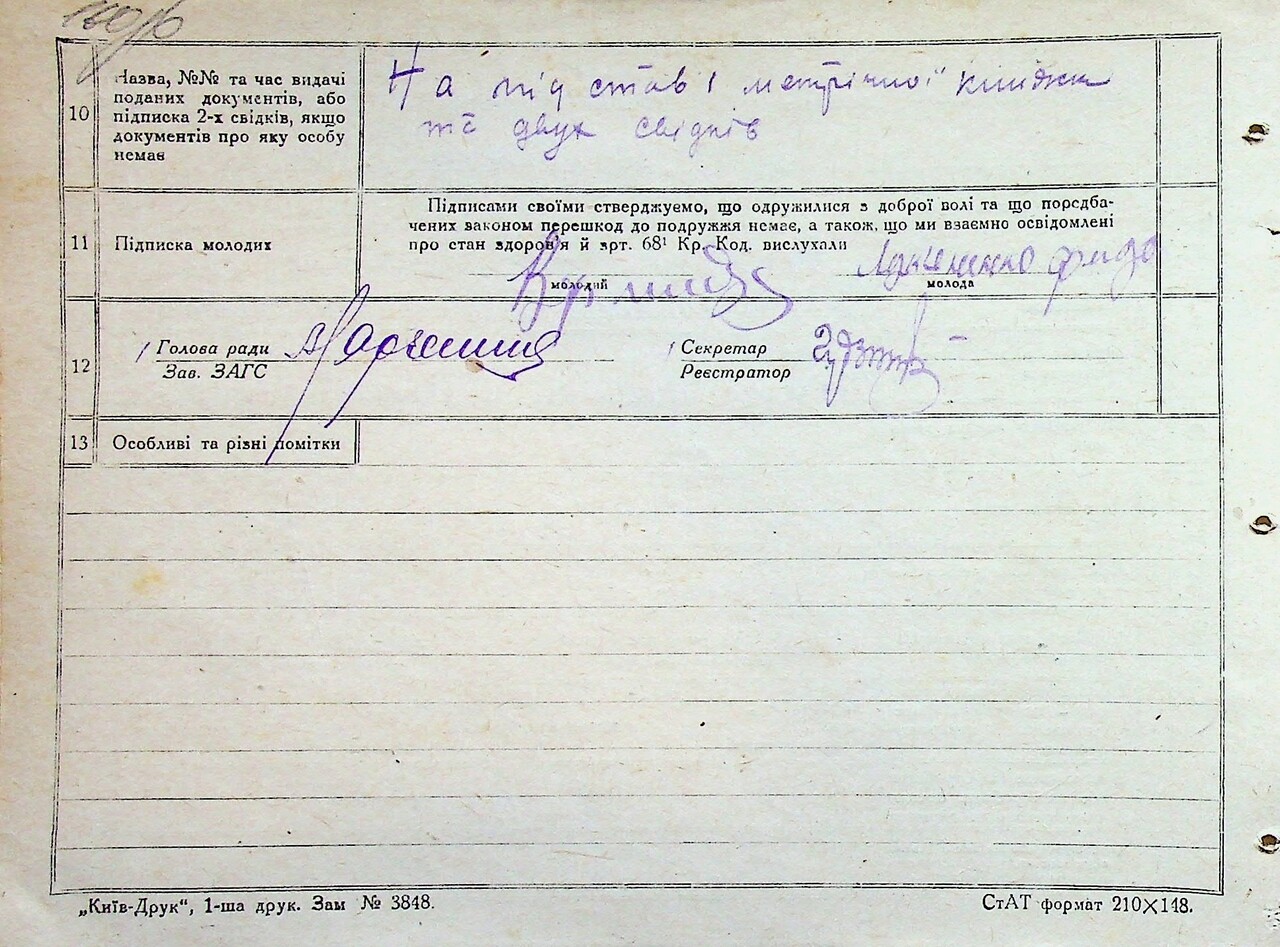 10
Назва, №№ та час видачі
поданих документів, або
підписка 2-х свідків, якщо
документів про яку особу
немає
На підставі метрічної книжки
та двух свідків
11
Підписка молодих
Підписами своїми стверджуємо, що одружилися з доброї волі та що передба-
чених законом перешкод до подружжя немає, а також, що ми взаємно освідомлені
про стан здоров'я й арт. 68¹ Кр. Код. вислухали
молодий
молода
12
Голова ради
Зав. ЗАГС
Секретар
Реєстратор
13
Особливі та різні помітки
„Київ-Друк“, 1-ша друк. Зам № 3848.
СтАТ формат 210×148.